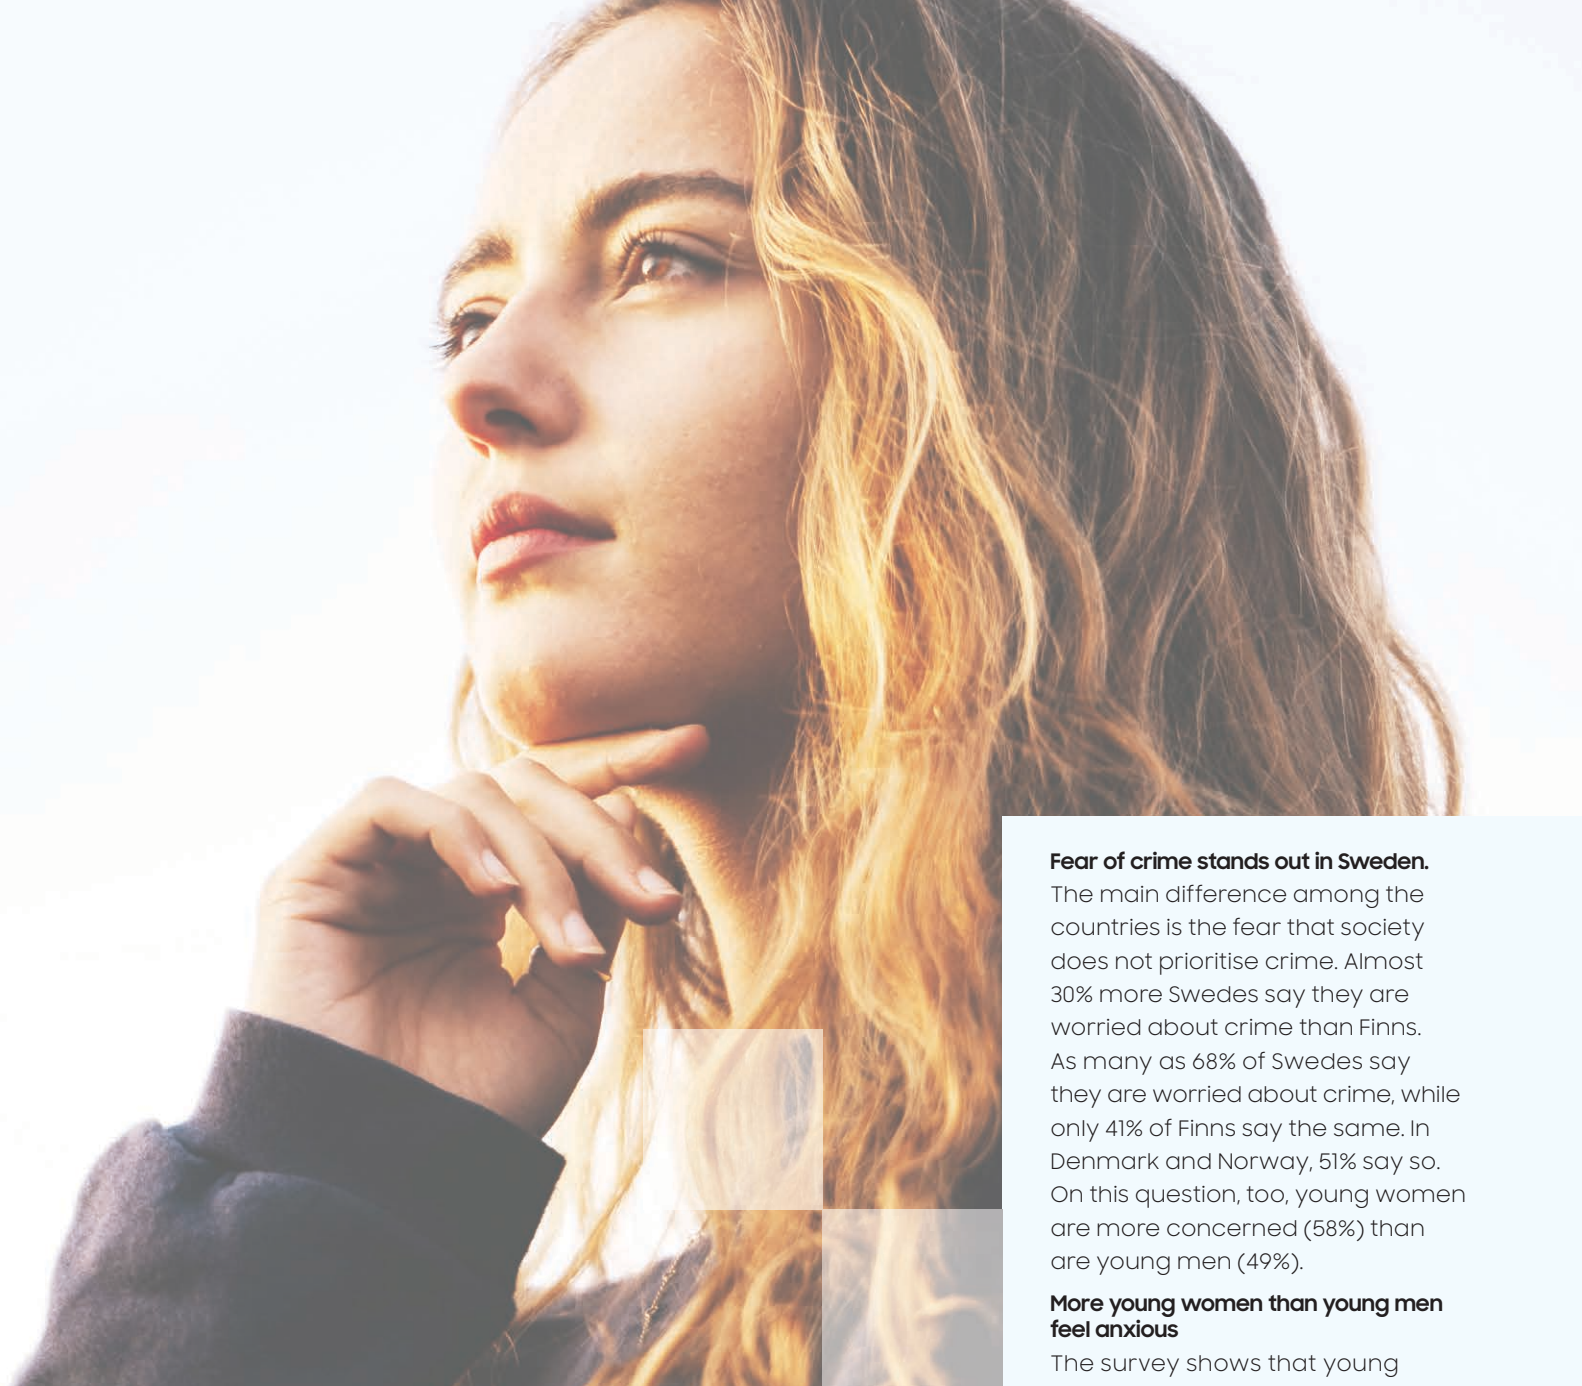 Fear of crime stands out in Sweden.
The main difference among the
countries is the fear that society
does not prioritise crime. Almost
30% more Swedes say they are
worried about crime than Finns.
As many as 68% of Swedes say
they are worried about crime, while
only 41% of Finns say the same. In
Denmark and Norway, 51% say so.
On this question, too, young women
are more concerned (58%) than
are young men (49%).
More young women than young men
feel anxious
The survey shows that young